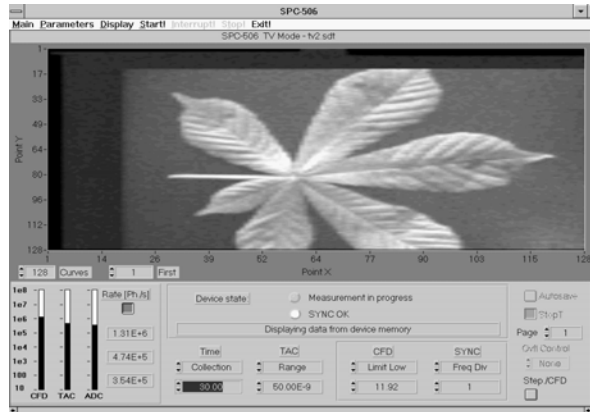 SPC-506
Main Parameters Display Start! Interrupt! Stop! Exit!
SPC-506 TV Mode - tv2.sdt
1-
17-
33-
49-
64-
80-
96-
112-
128-
Point Y
1 14 26 39 52 64 77 90 103 115 128
Point X
128 Curves 1 First
1e8
1e7
1e6
1e5
1e4
1e3
100
10
CFD TAC ADC
Rate [Ph/s]
1.31E+6
4.74E+5
3.54E+5
Device state
Measurement in progress
SYNC OK
Displaying data from device memory
Time TAC CFD SYNC
Collection Range Limit Low Freq Div
30.00 50.00E-9 11.92 1
Autosave
StopT
Page 1
Ovfl Control
None
Step /CFD